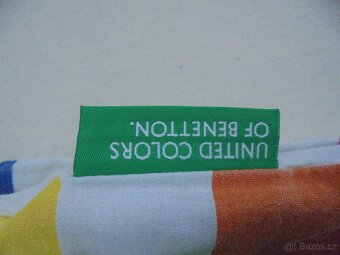 UNITED COLORS
OF BENETTON.
Bazos.cz